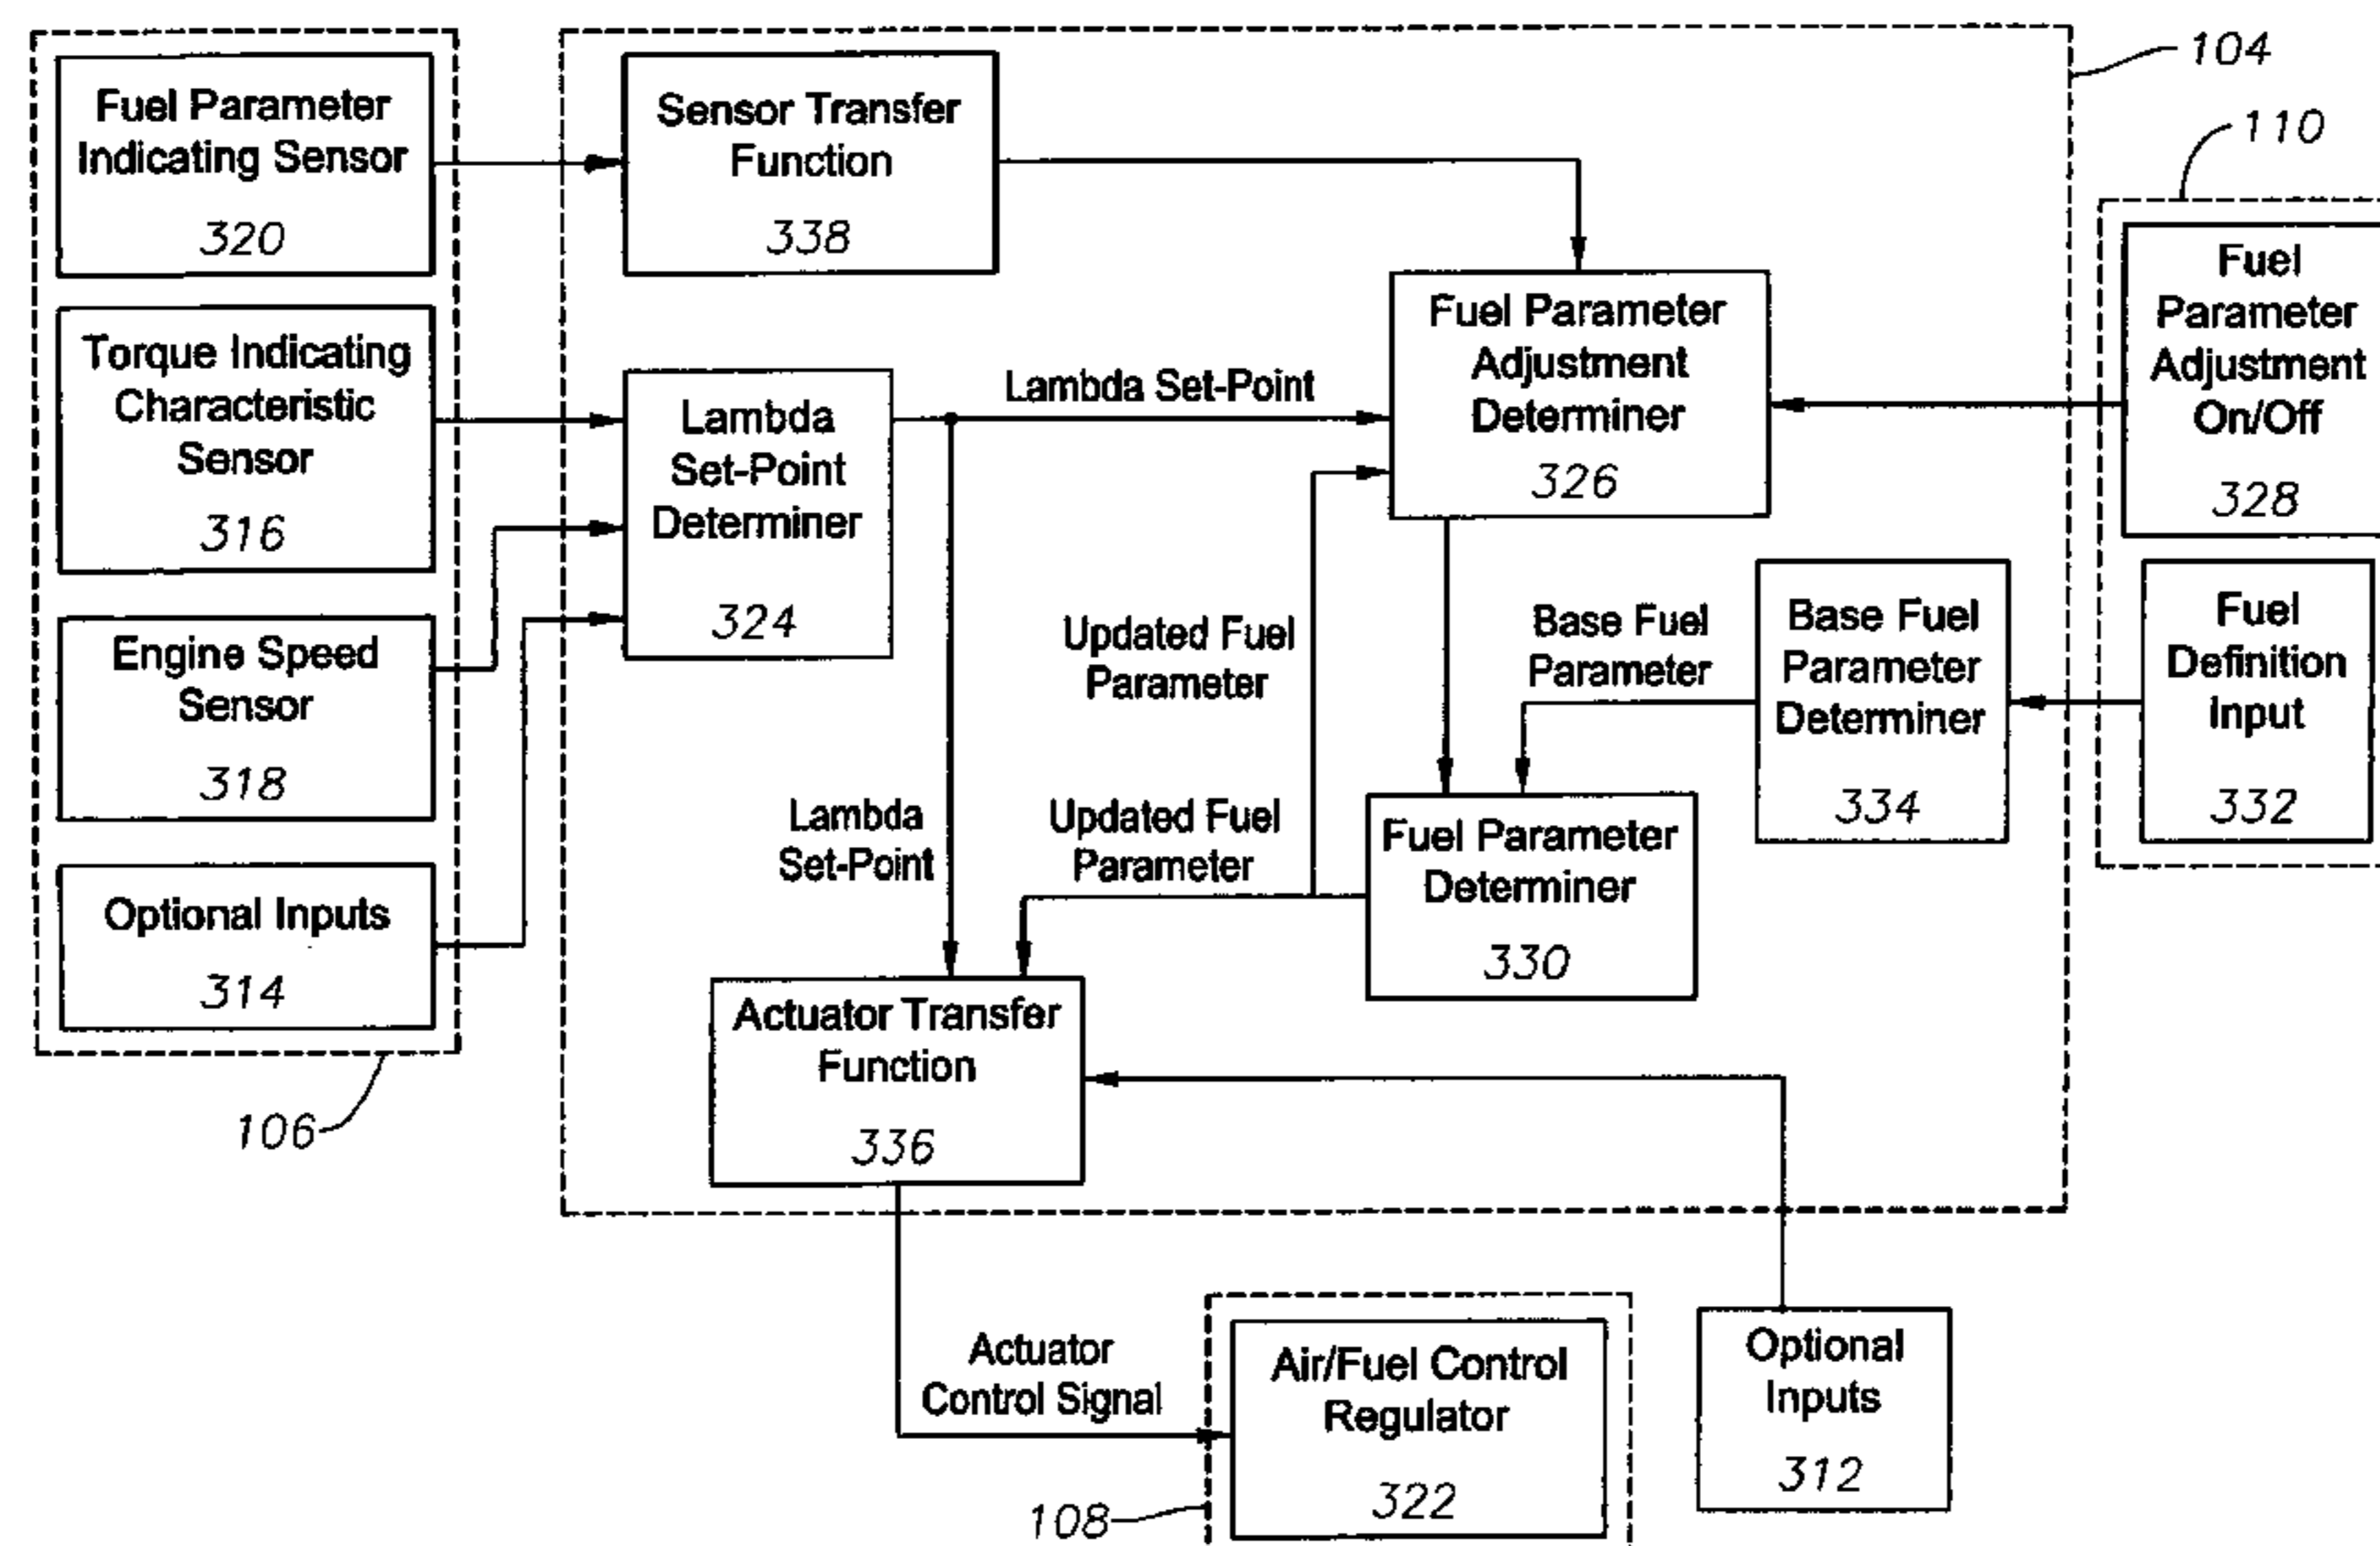 Fuel Parameter
Indicating Sensor
320
Torque Indicating
Characteristic
Sensor
316
Engine Speed
Sensor
318
Optional Inputs
314
106
Sensor Transfer
Function
338
Lambda
Set-Point
Determiner
324
Lambda Set-Point
Fuel Parameter
Adjustment
Determiner
326
Updated Fuel
Parameter
Base Fuel
Parameter
Base Fuel
Parameter
Determiner
334
Lambda
Set-Point
Updated Fuel
Parameter
Fuel Parameter
Determiner
330
Actuator Transfer
Function
336
104
110
Fuel
Parameter
Adjustment
On/Off
328
Fuel
Definition
Input
332
Actuator
Control Signal
Air/Fuel Control
Regulator
322
108
Optional
Inputs
312